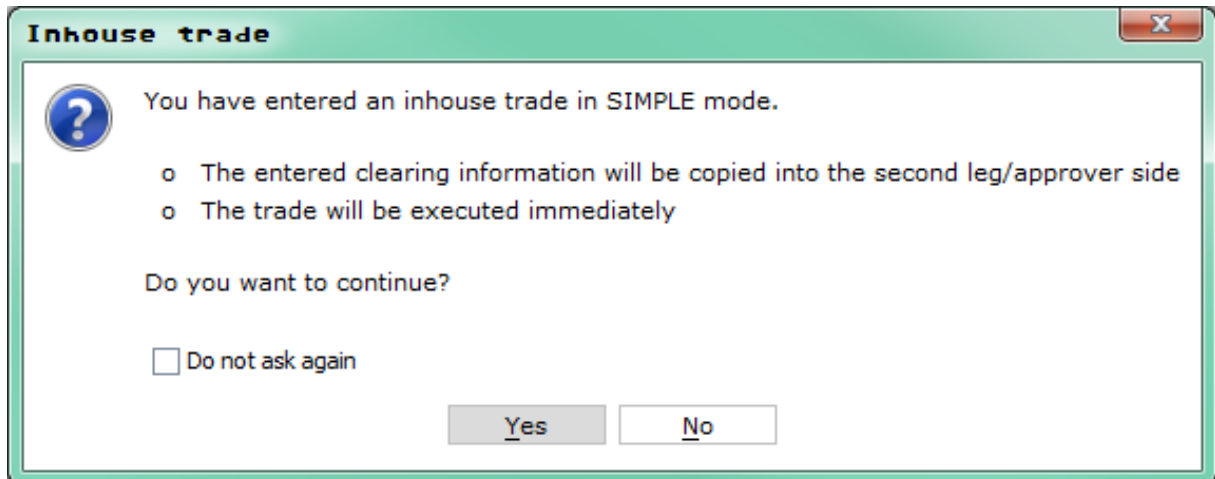 Inhouse trade
You have entered an inhouse trade in SIMPLE mode.
o The entered clearing information will be copied into the second leg/approver side
o The trade will be executed immediately
Do you want to continue?
Do not ask again
Yes No